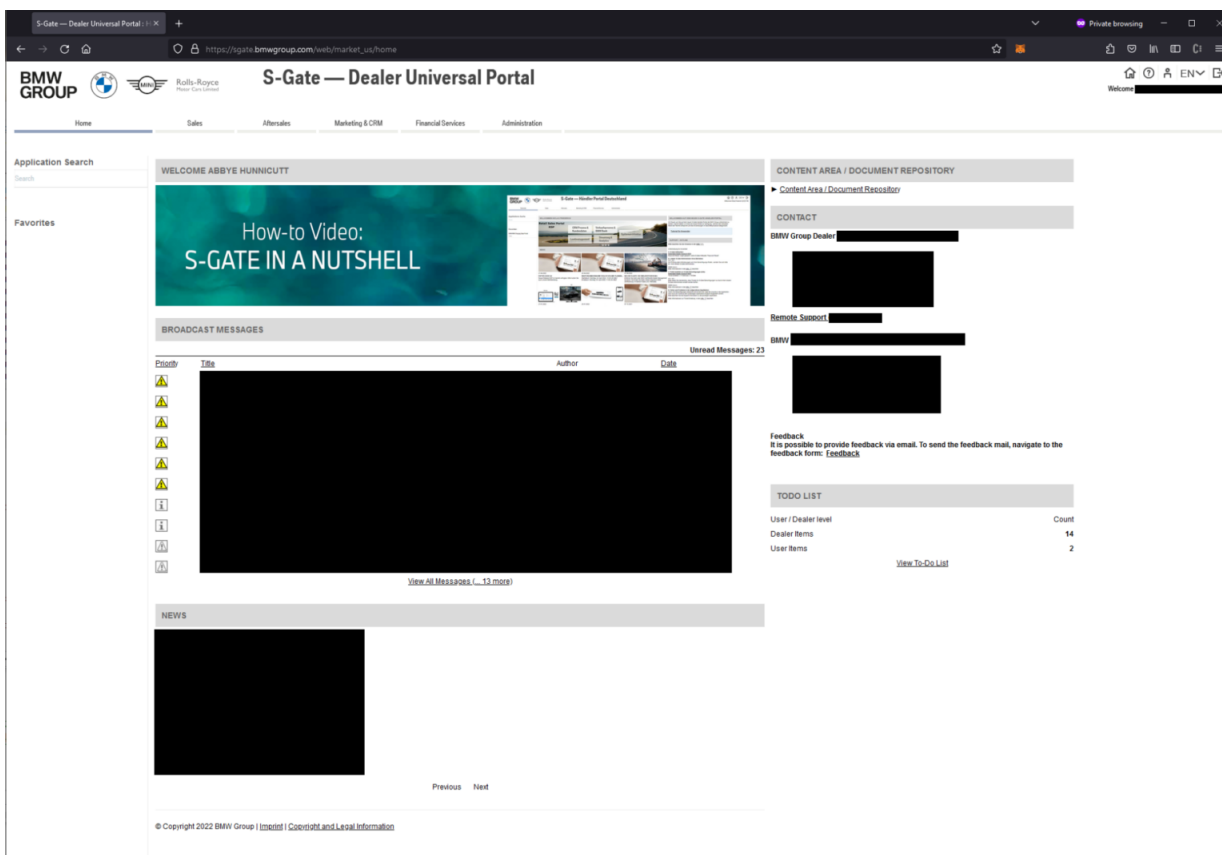 S-Gate — Dealer Universal Portal : H
Private browsing
https://sgate.bmwgroup.com/web/market_us/home
BMW
GROUP
MINI
Rolls-Royce
Motor Cars Limited
S-Gate — Dealer Universal Portal
EN
Welcome
Home Sales Aftersales Marketing & CRM Financial Services Administration
Application Search
Search
Favorites
WELCOME ABBYE HUNNICUTT
How-to Video:
S-GATE IN A NUTSHELL
S-Gate — Händler Portal Deutschland
BROADCAST MESSAGES
Unread Messages: 23
Priority Title Author Date
View All Messages (... 13 more)
NEWS
Previous Next
© Copyright 2022 BMW Group | Imprint | Copyright and Legal Information
CONTENT AREA / DOCUMENT REPOSITORY
Content Area / Document Repository
CONTACT
BMW Group Dealer
Remote Support
BMW
Feedback
It is possible to provide feedback via email. To send the feedback mail, navigate to the
feedback form: Feedback
TODO LIST
User / Dealer level Count
Dealer Items 14
User Items 2
View To-Do List